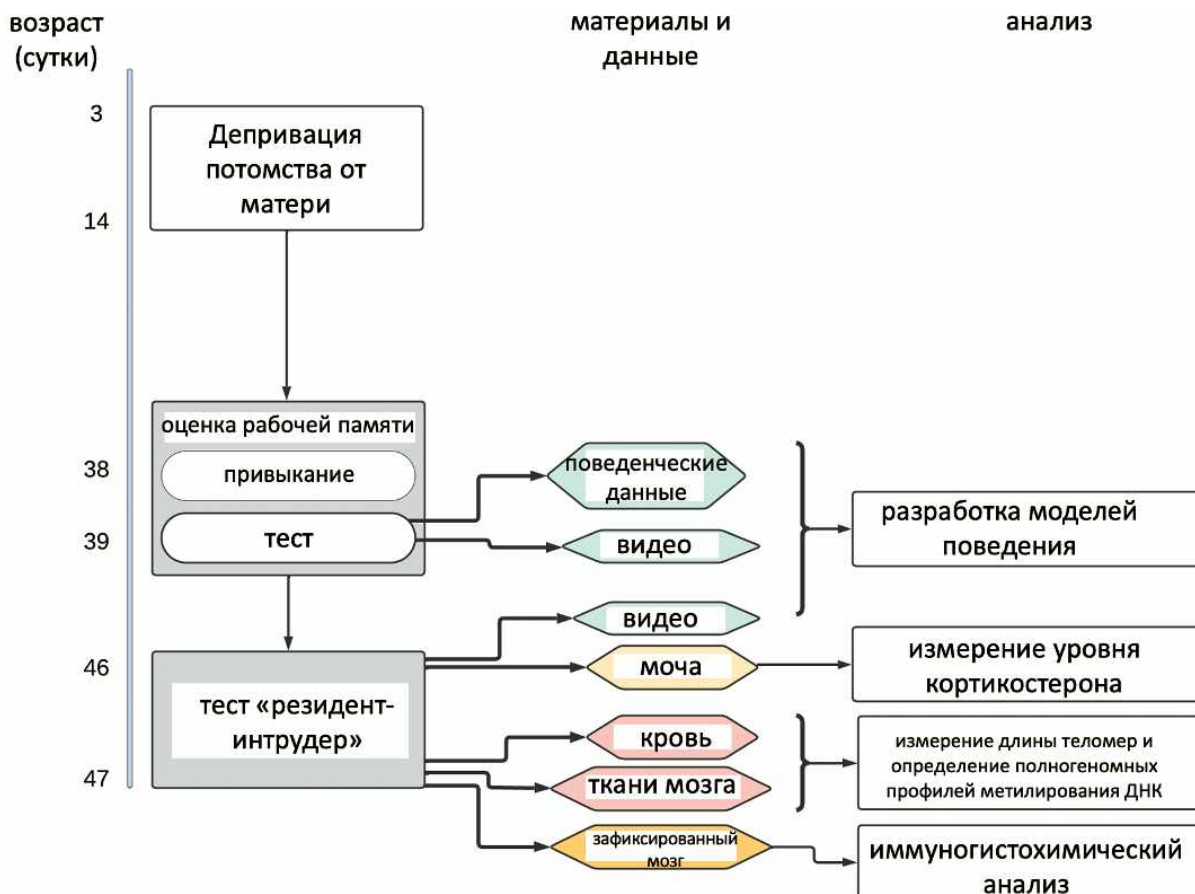 возраст
(сутки)
материалы и
данные
анализ
3
Депривация
потомства от
матери
14
оценка рабочей памяти
38
привыкание
поведенческие
данные
39
тест
видео
разработка моделей
поведения
видео
46
тест «резидент-
интрудер»
моча
измерение уровня
кортикостерона
кровь
измерение длины теломер и
определение полногеномных
профилей метилирования ДНК
47
ткани мозга
зафиксированный
мозг
иммуногистохимический
анализ